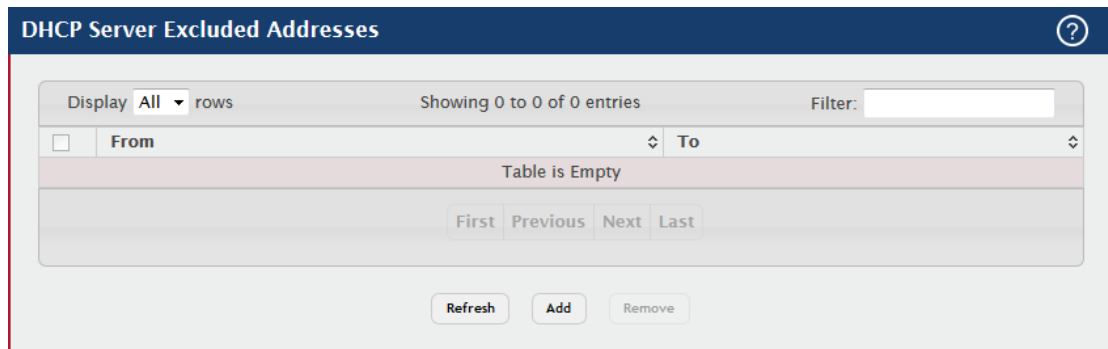 DHCP Server Excluded Addresses ?
Display All rows Showing 0 to 0 of 0 entries Filter:
From To
Table is Empty
First Previous Next Last
Refresh Add Remove